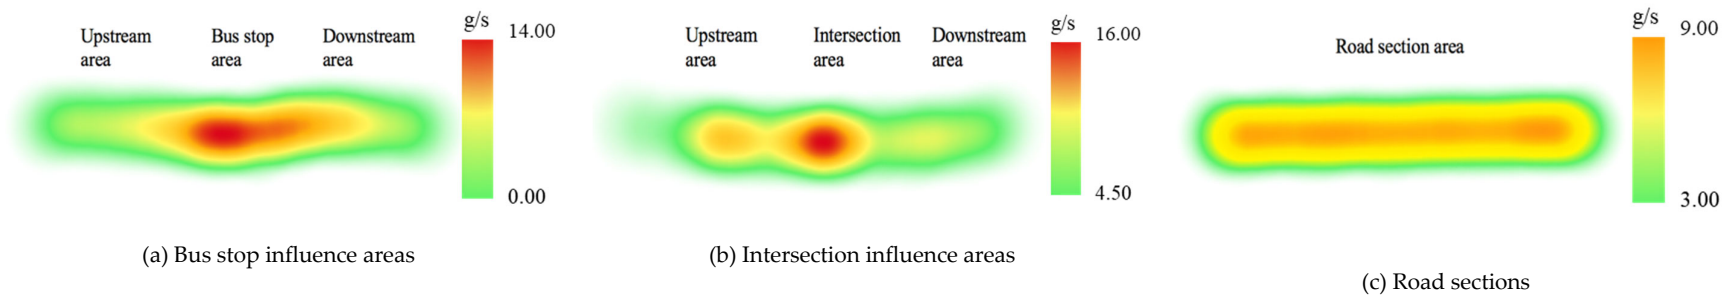 Upstream
area
Bus stop
area
Downstream
area
g/s
14.00
0.00
(a) Bus stop influence areas
Upstream
area
Intersection
area
Downstream
area
g/s
16.00
4.50
(b) Intersection influence areas
Road section area
g/s
9.00
3.00
(c) Road sections